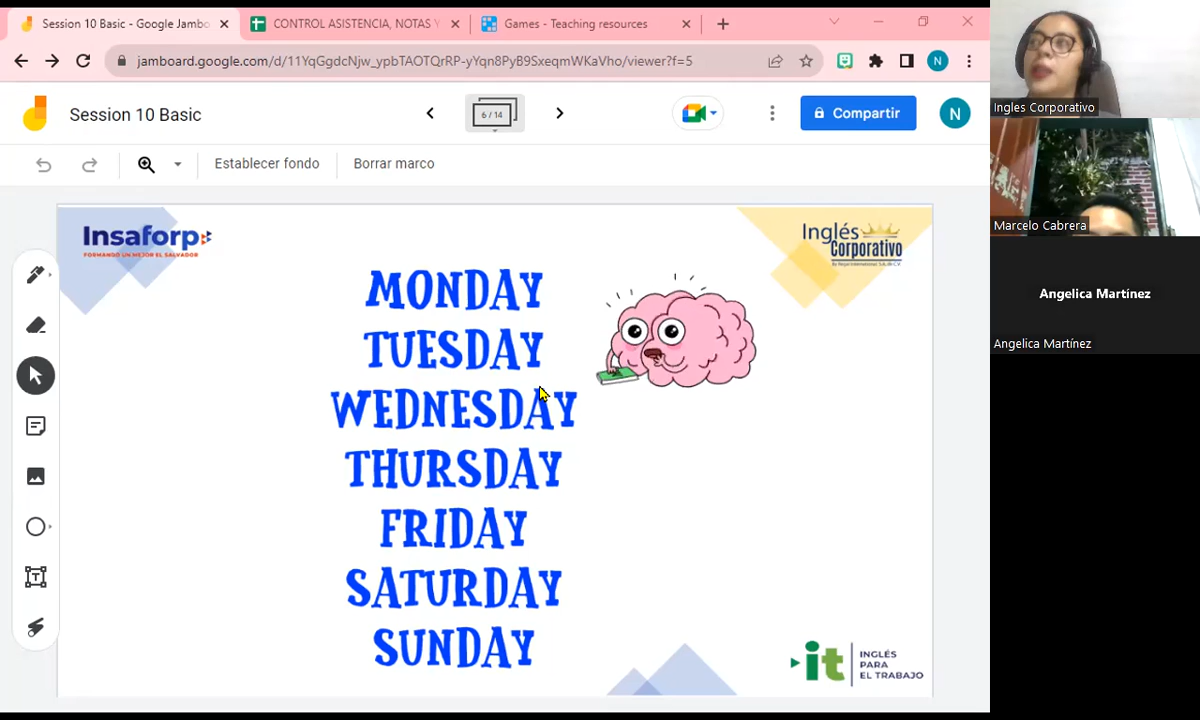 Session 10 Basic - Google Jambo
CONTROL ASISTENCIA, NOTAS Y
Games - Teaching resources
jamboard.google.com/d/11YqGgdcNjw_ypbTAOTQrRP-yYqn8PyB9SxeqmWKaVho/viewer?f=5
N
Session 10 Basic
6 / 14
Compartir
N
Establecer fondo
Borrar marco
Insaforp
FORMANDO UN MEJOR EL SALVADOR
Inglés
Corporativo
MONDAY
TUESDAY
WEDNESDAY
THURSDAY
FRIDAY
SATURDAY
SUNDAY
it
INGLÉS
PARA
EL TRABAJO
Ingles Corporativo
Marcelo Cabrera
Angelica Martínez
Angelica Martínez